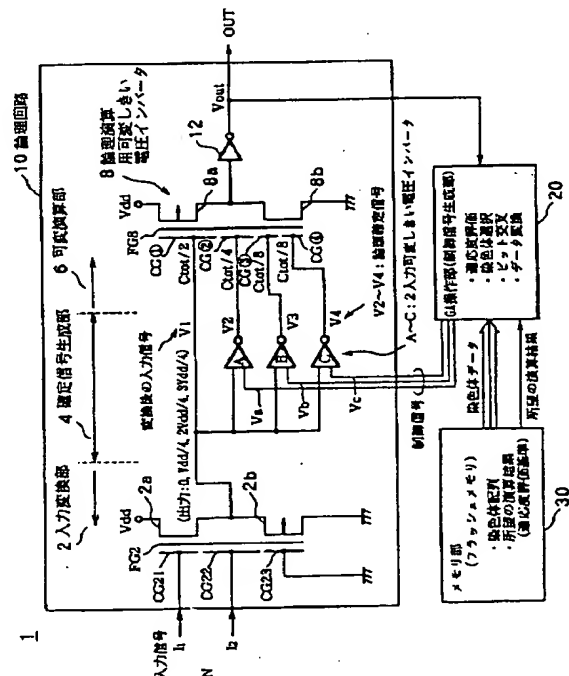 1
10 論理回路
2 入力変換部
4 確定信号生成部
6 可変演算部
8 論理演算
用可変しきい
電圧インバータ
Vdd
2a
2b
FG2
CG21
CG22
CG23
入力信号
I1
I2
N
変換後の入力信号
V1
(出力:0, Vdd/4, 2Vdd/4, 3Vdd/4)
Vdd
8a
8b
FG8
CG①
Ctot/2
CG②
Ctot/4
CG③
Ctot/8
Ctot/8
CG④
V2
V3
V4
A
B
C
Va
Vb
Vc
制御信号
V2~V4:論理確定信号
A~C:2入力可変しきい電圧インバータ
12
Vout
OUT
GA操作部(制御信号生成部)
・適応度評価
・染色体選択
・ビット交叉
・データ変換
20
染色体データ
所望の演算結果
メモリ部
(フラッシュメモリ)
・染色体配列
・所望の演算結果
(適応度評価基準)
30